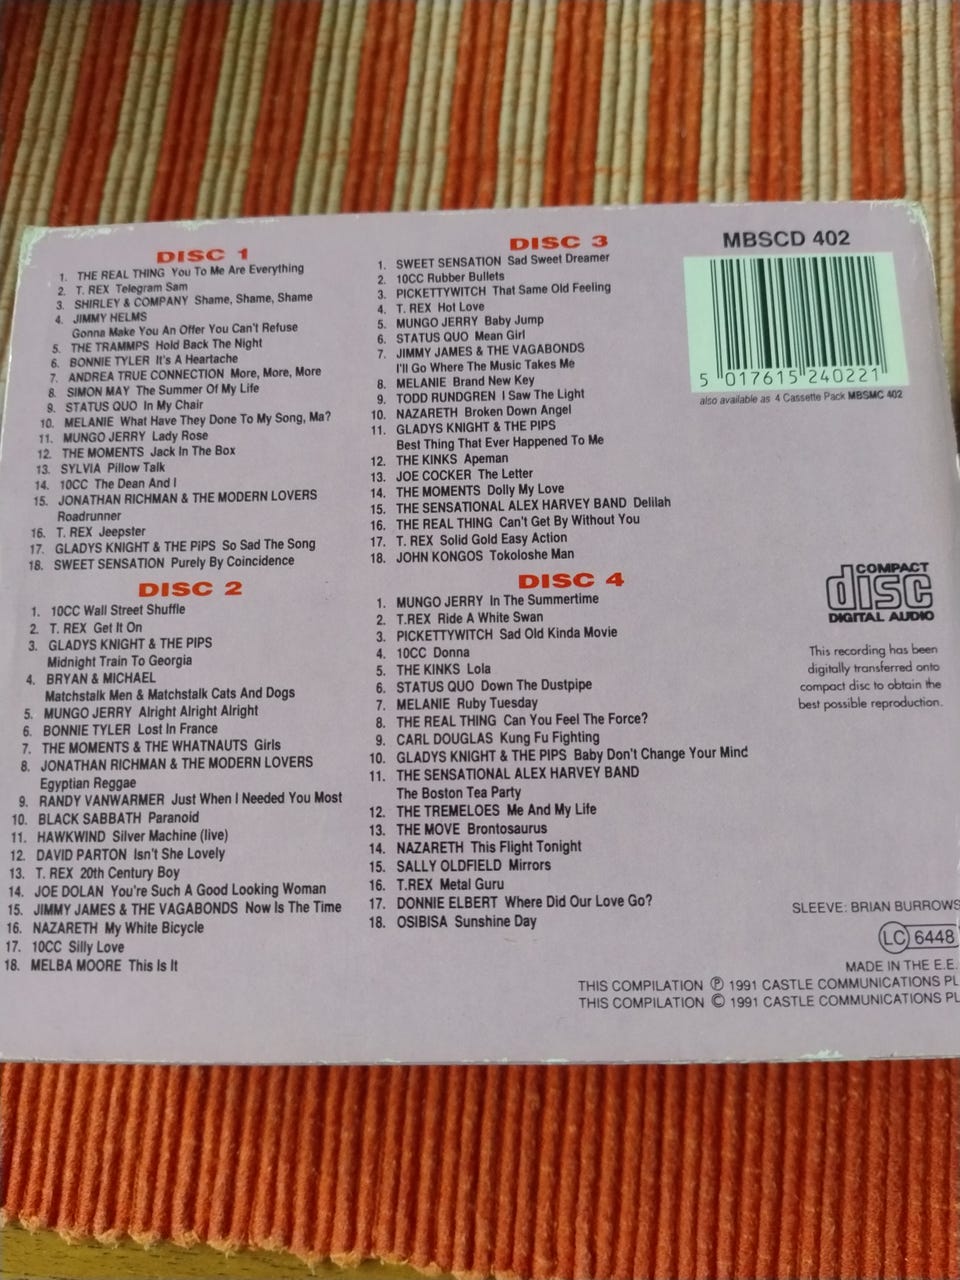 DISC 1
1. THE REAL THING You To Me Are Everything
2. T. REX Telegram Sam
3. SHIRLEY & COMPANY Shame, Shame, Shame
4. JIMMY HELMS
Gonna Make You An Offer You Can't Refuse
5. THE TRAMMPS Hold Back The Night
6. BONNIE TYLER It's A Heartache
7. ANDREA TRUE CONNECTION More, More, More
8. SIMON MAY The Summer Of My Life
9. STATUS QUO In My Chair
10. MELANIE What Have They Done To My Song, Ma?
11. MUNGO JERRY Lady Rose
12. THE MOMENTS Jack In The Box
13. SYLVIA Pillow Talk
14. 10CC The Dean And I
15. JONATHAN RICHMAN & THE MODERN LOVERS
Roadrunner
16. T. REX Jeepster
17. GLADYS KNIGHT & THE PiPS So Sad The Song
18. SWEET SENSATION Purely By Coincidence
DISC 2
1. 10CC Wall Street Shuffle
2. T. REX Get It On
3. GLADYS KNIGHT & THE PIPS
Midnight Train To Georgia
4. BRYAN & MICHAEL
Matchstalk Men & Matchstalk Cats And Dogs
5. MUNGO JERRY Alright Alright Alright
6. BONNIE TYLER Lost In France
7. THE MOMENTS & THE WHATNAUTS Girls
8. JONATHAN RICHMAN & THE MODERN LOVERS
Egyptian Reggae
9. RANDY VANWARMER Just When I Needed You Most
10. BLACK SABBATH Paranoid
11. HAWKWIND Silver Machine (live)
12. DAVID PARTON Isn't She Lovely
13. T. REX 20th Century Boy
14. JOE DOLAN You're Such A Good Looking Woman
15. JIMMY JAMES & THE VAGABONDS Now Is The Time
16. NAZARETH My White Bicycle
17. 10CC Silly Love
18. MELBA MOORE This Is It
DISC 3
1. SWEET SENSATION Sad Sweet Dreamer
2. 10CC Rubber Bullets
3. PICKETTYWITCH That Same Old Feeling
4. T. REX Hot Love
5. MUNGO JERRY Baby Jump
6. STATUS QUO Mean Girl
7. JIMMY JAMES & THE VAGABONDS
I'll Go Where The Music Takes Me
8. MELANIE Brand New Key
9. TODD RUNDGREN I Saw The Light
10. NAZARETH Broken Down Angel
11. GLADYS KNIGHT & THE PIPS
Best Thing That Ever Happened To Me
12. THE KINKS Apeman
13. JOE COCKER The Letter
14. THE MOMENTS Dolly My Love
15. THE SENSATIONAL ALEX HARVEY BAND Delilah
16. THE REAL THING Can't Get By Without You
17. T. REX Solid Gold Easy Action
18. JOHN KONGOS Tokoloshe Man
DISC 4
1. MUNGO JERRY In The Summertime
2. T.REX Ride A White Swan
3. PICKETTYWITCH Sad Old Kinda Movie
4. 10CC Donna
5. THE KINKS Lola
6. STATUS QUO Down The Dustpipe
7. MELANIE Ruby Tuesday
8. THE REAL THING Can You Feel The Force?
9. CARL DOUGLAS Kung Fu Fighting
10. GLADYS KNIGHT & THE PIPS Baby Don't Change Your Mind
11. THE SENSATIONAL ALEX HARVEY BAND
The Boston Tea Party
12. THE TREMELOES Me And My Life
13. THE MOVE Brontosaurus
14. NAZARETH This Flight Tonight
15. SALLY OLDFIELD Mirrors
16. T.REX Metal Guru
17. DONNIE ELBERT Where Did Our Love Go?
18. OSIBISA Sunshine Day
MBSCD 402
5 017615 240221
also available as 4 Cassette Pack MBSMC 402
COMPACT
disc
DIGITAL AUDIO
This recording has been
digitally transferred onto
compact disc to obtain the
best possible reproduction.
SLEEVE: BRIAN BURROWS
LC 6448
MADE IN THE E.E.
THIS COMPILATION ℗ 1991 CASTLE COMMUNICATIONS PL
THIS COMPILATION © 1991 CASTLE COMMUNICATIONS PL